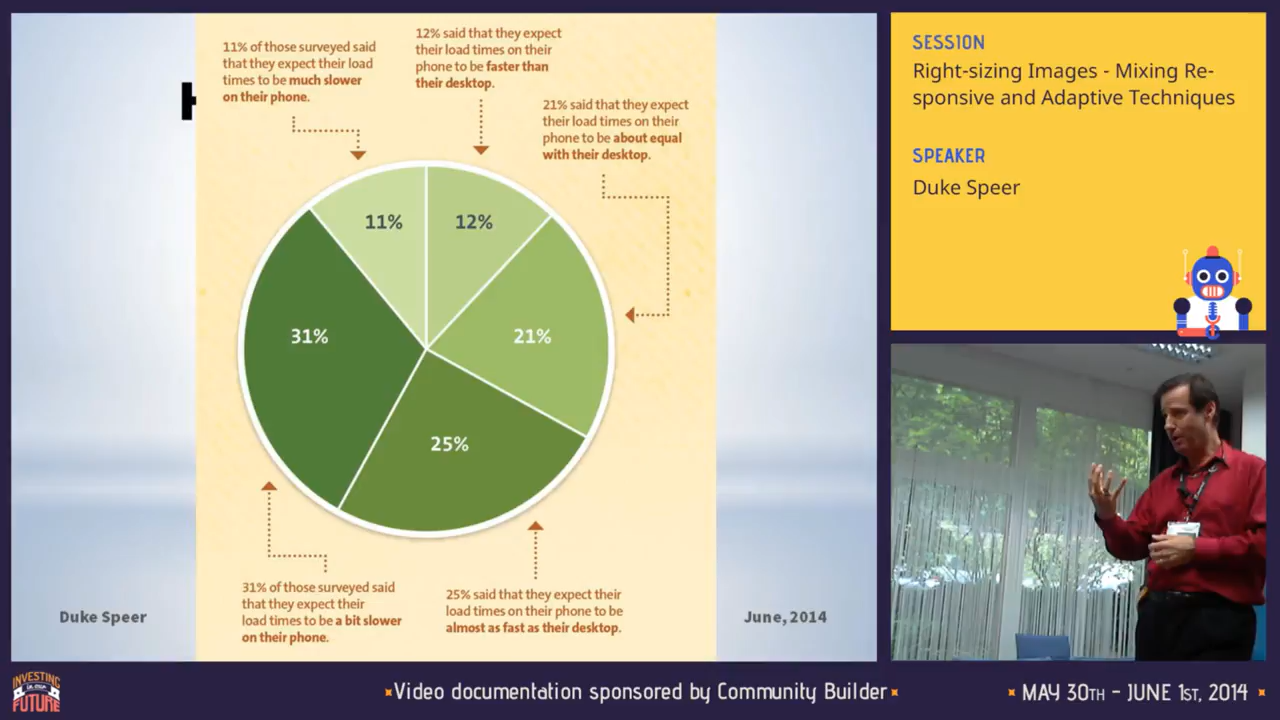 11% of those surveyed said
that they expect their load
times to be much slower
on their phone.
12% said that they expect
their load times on their
phone to be faster than
their desktop.
21% said that they expect
their load times on their
phone to be about equal
with their desktop.
11%
12%
31%
21%
25%
31% of those surveyed said
that they expect their
load times to be a bit slower
on their phone.
25% said that they expect their
load times on their phone to be
almost as fast as their desktop.
Duke Speer
June, 2014
SESSION
Right-sizing Images - Mixing Re-
sponsive and Adaptive Techniques
SPEAKER
Duke Speer
INVESTING
IN OUR
FUTURE
Video documentation sponsored by Community Builder
MAY 30TH - JUNE 1ST, 2014